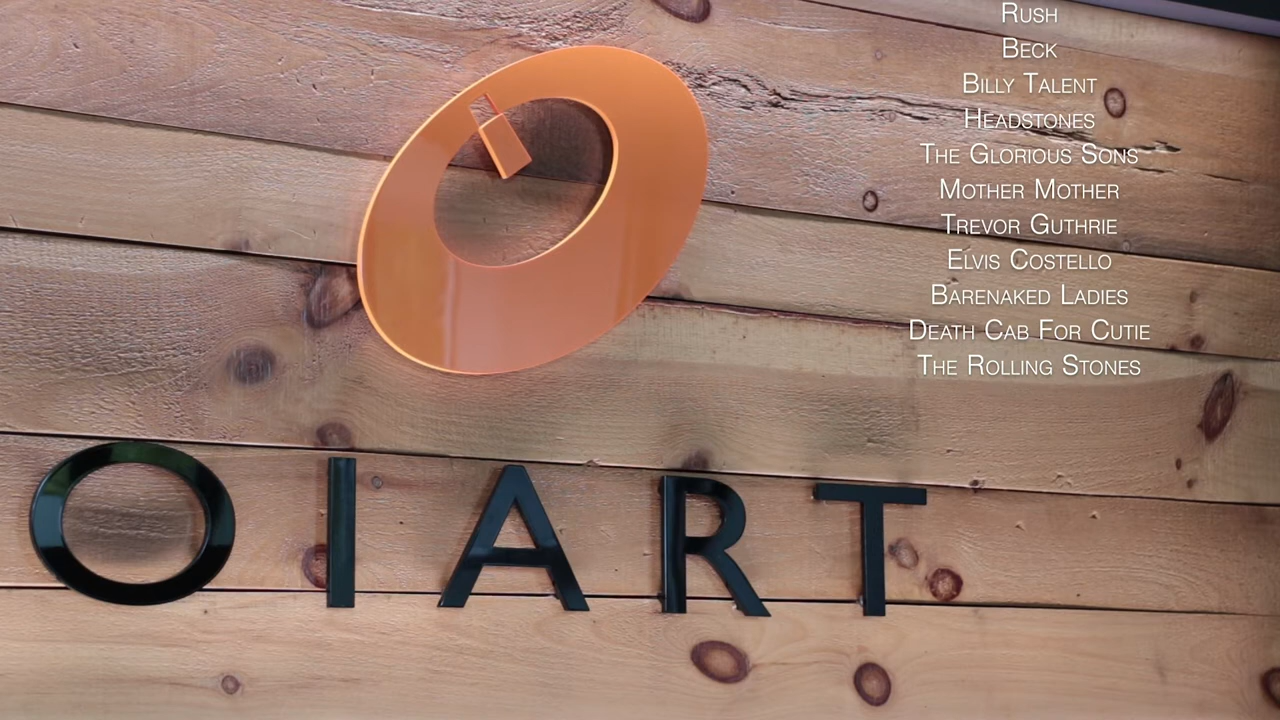 Rush
Beck
Billy Talent
Headstones
The Glorious Sons
Mother Mother
Trevor Guthrie
Elvis Costello
Barenaked Ladies
Death Cab For Cutie
The Rolling Stones
OIART